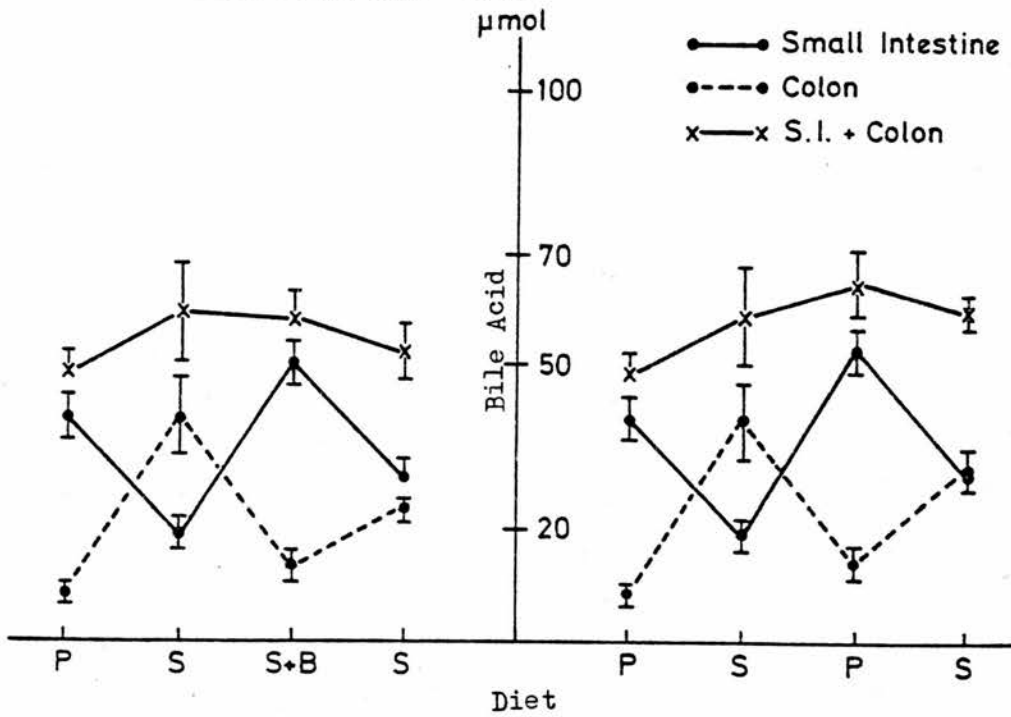 μmol
Small Intestine
Colon
S.I. + Colon
100
70
50
20
Bile Acid
P S S+B S P S P S
Diet